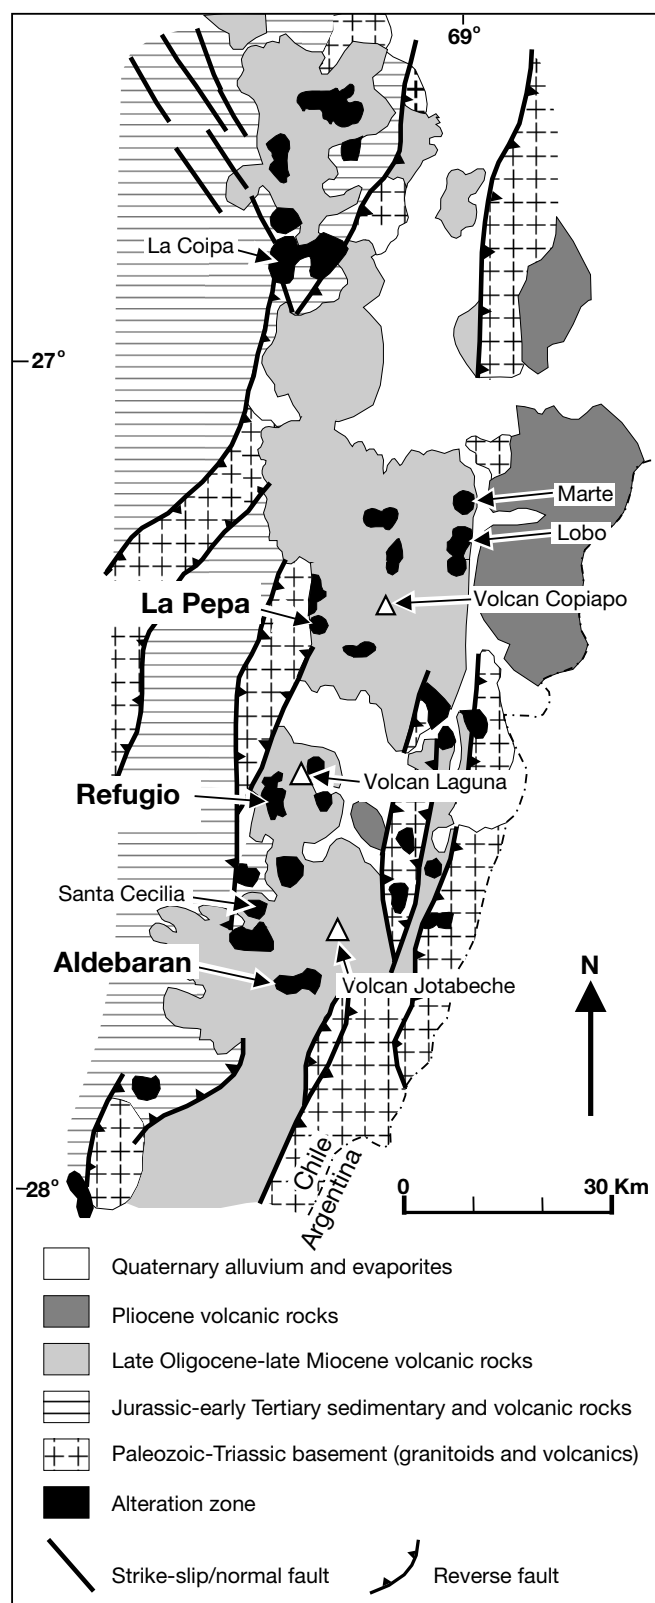 69°
La Coipa
27°
Marte
Lobo
La Pepa
Volcan Copiapo
Refugio
Volcan Laguna
Santa Cecilia
Aldebaran
Volcan Jotabeche
N
Chile
Argentina
28°
0 30 Km
Quaternary alluvium and evaporites
Pliocene volcanic rocks
Late Oligocene-late Miocene volcanic rocks
Jurassic-early Tertiary sedimentary and volcanic rocks
Paleozoic-Triassic basement (granitoids and volcanics)
Alteration zone
Strike-slip/normal fault
Reverse fault